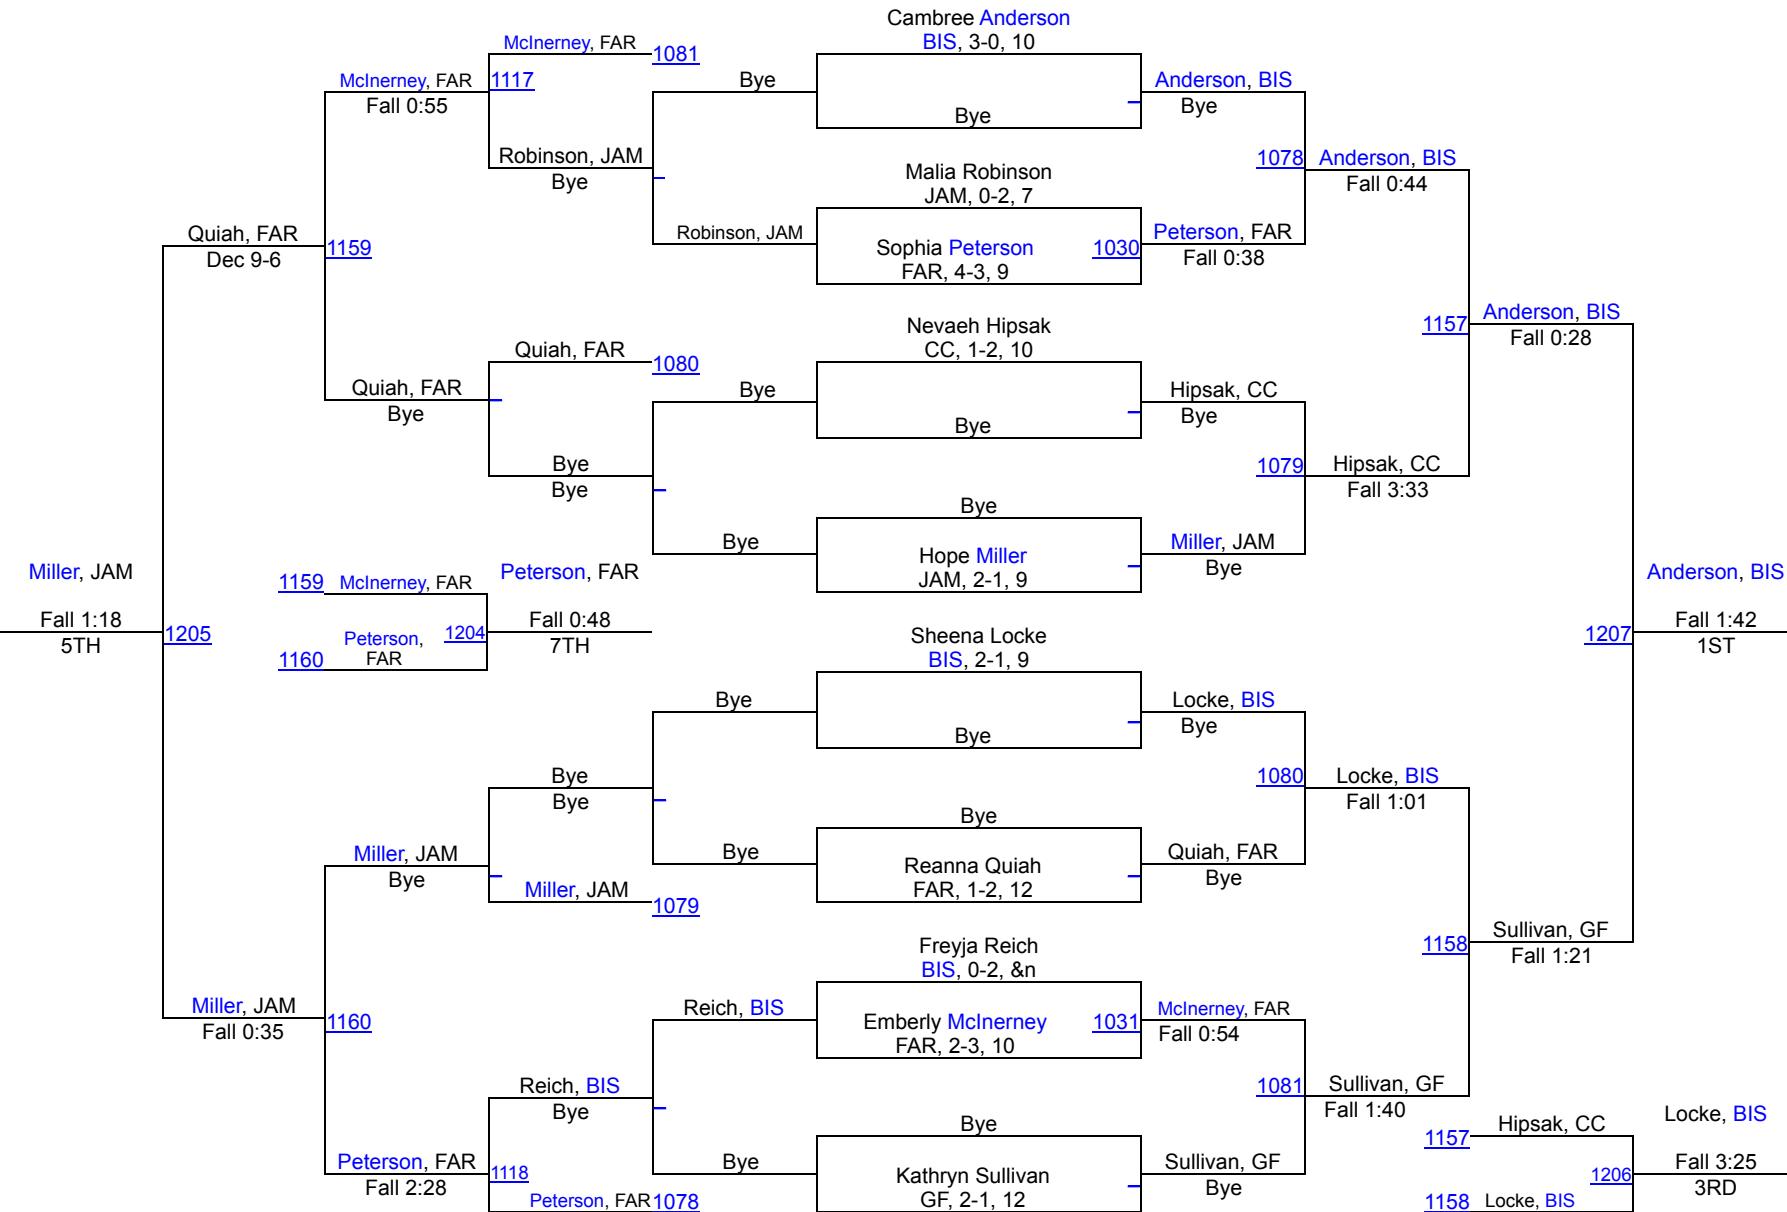 Cambree Anderson
BIS, 3-0, 10
McInerney, FAR
1081
McInerney, FAR
1117
Fall 0:55
Bye
Anderson, BIS
Bye
Bye
Robinson, JAM
Bye
Malia Robinson
JAM, 0-2, 7
1078
Anderson, BIS
Fall 0:44
Quiah, FAR
Dec 9-6
1159
Robinson, JAM
Sophia Peterson
FAR, 4-3, 9
1030
Peterson, FAR
Fall 0:38
Nevaeh Hipsak
CC, 1-2, 10
1157
Anderson, BIS
Fall 0:28
Quiah, FAR
1080
Quiah, FAR
Bye
Bye
Hipsak, CC
Bye
Bye
Bye
Bye
1079
Hipsak, CC
Fall 3:33
Bye
Bye
Hope Miller
JAM, 2-1, 9
Miller, JAM
Bye
Miller, JAM
Fall 1:18
5TH
1205
1159
McInerney, FAR
Peterson,
FAR
1160
1204
Peterson, FAR
Fall 0:48
7TH
Anderson, BIS
Fall 1:42
1ST
1207
Sheena Locke
BIS, 2-1, 9
Bye
Locke, BIS
Bye
Bye
Bye
Bye
1080
Locke, BIS
Fall 1:01
Bye
Miller, JAM
Bye
Bye
Reanna Quiah
FAR, 1-2, 12
Quiah, FAR
Bye
Miller, JAM
1079
Freyja Reich
BIS, 0-2, &n
1158
Sullivan, GF
Fall 1:21
Miller, JAM
Fall 0:35
1160
Reich, BIS
Emberly McInerney
FAR, 2-3, 10
1031
McInerney, FAR
Fall 0:54
Reich, BIS
Bye
1081
Sullivan, GF
Fall 1:40
Bye
Peterson, FAR
Fall 2:28
1118
Bye
Kathryn Sullivan
GF, 2-1, 12
Sullivan, GF
Bye
Peterson, FAR
1078
1157
Hipsak, CC
Locke, BIS
1206
Fall 3:25
3RD
1158
Locke, BIS